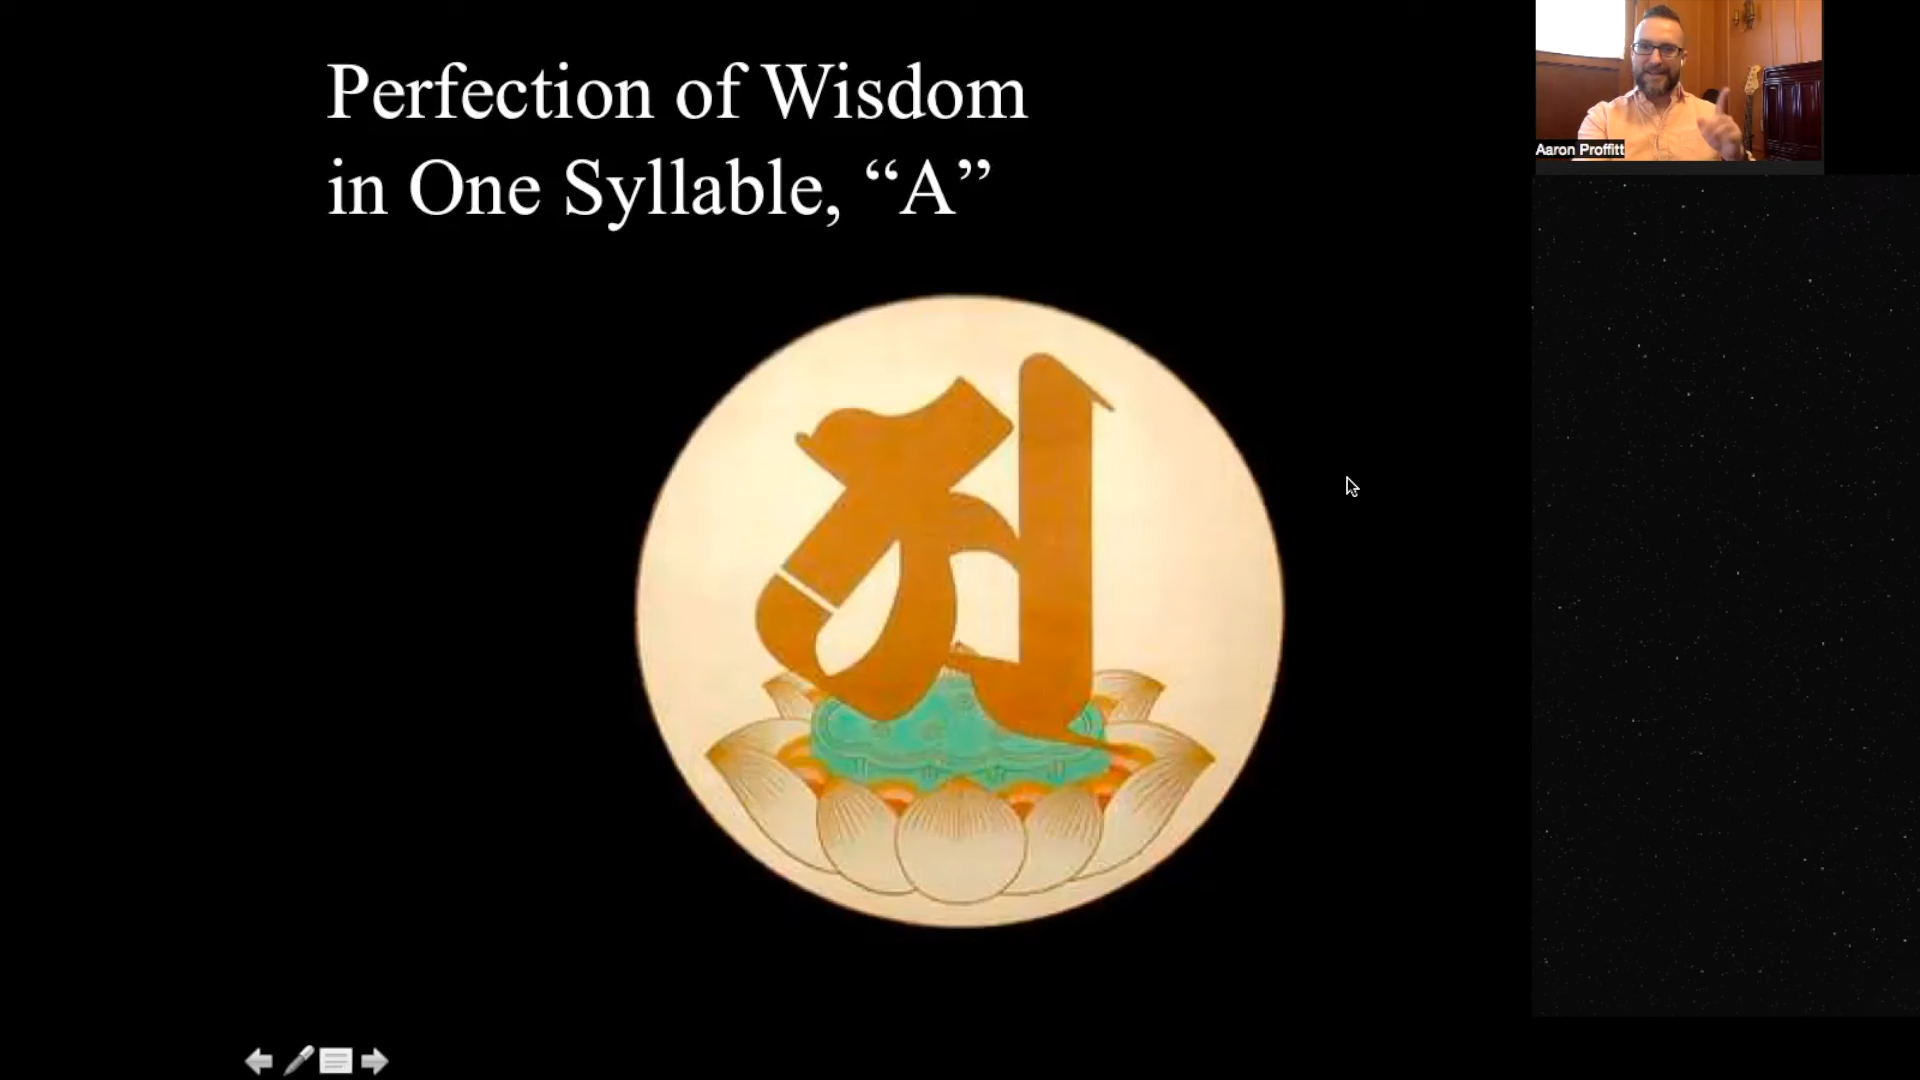 Perfection of Wisdom
in One Syllable, “A”
Aaron Proffitt
𑖀